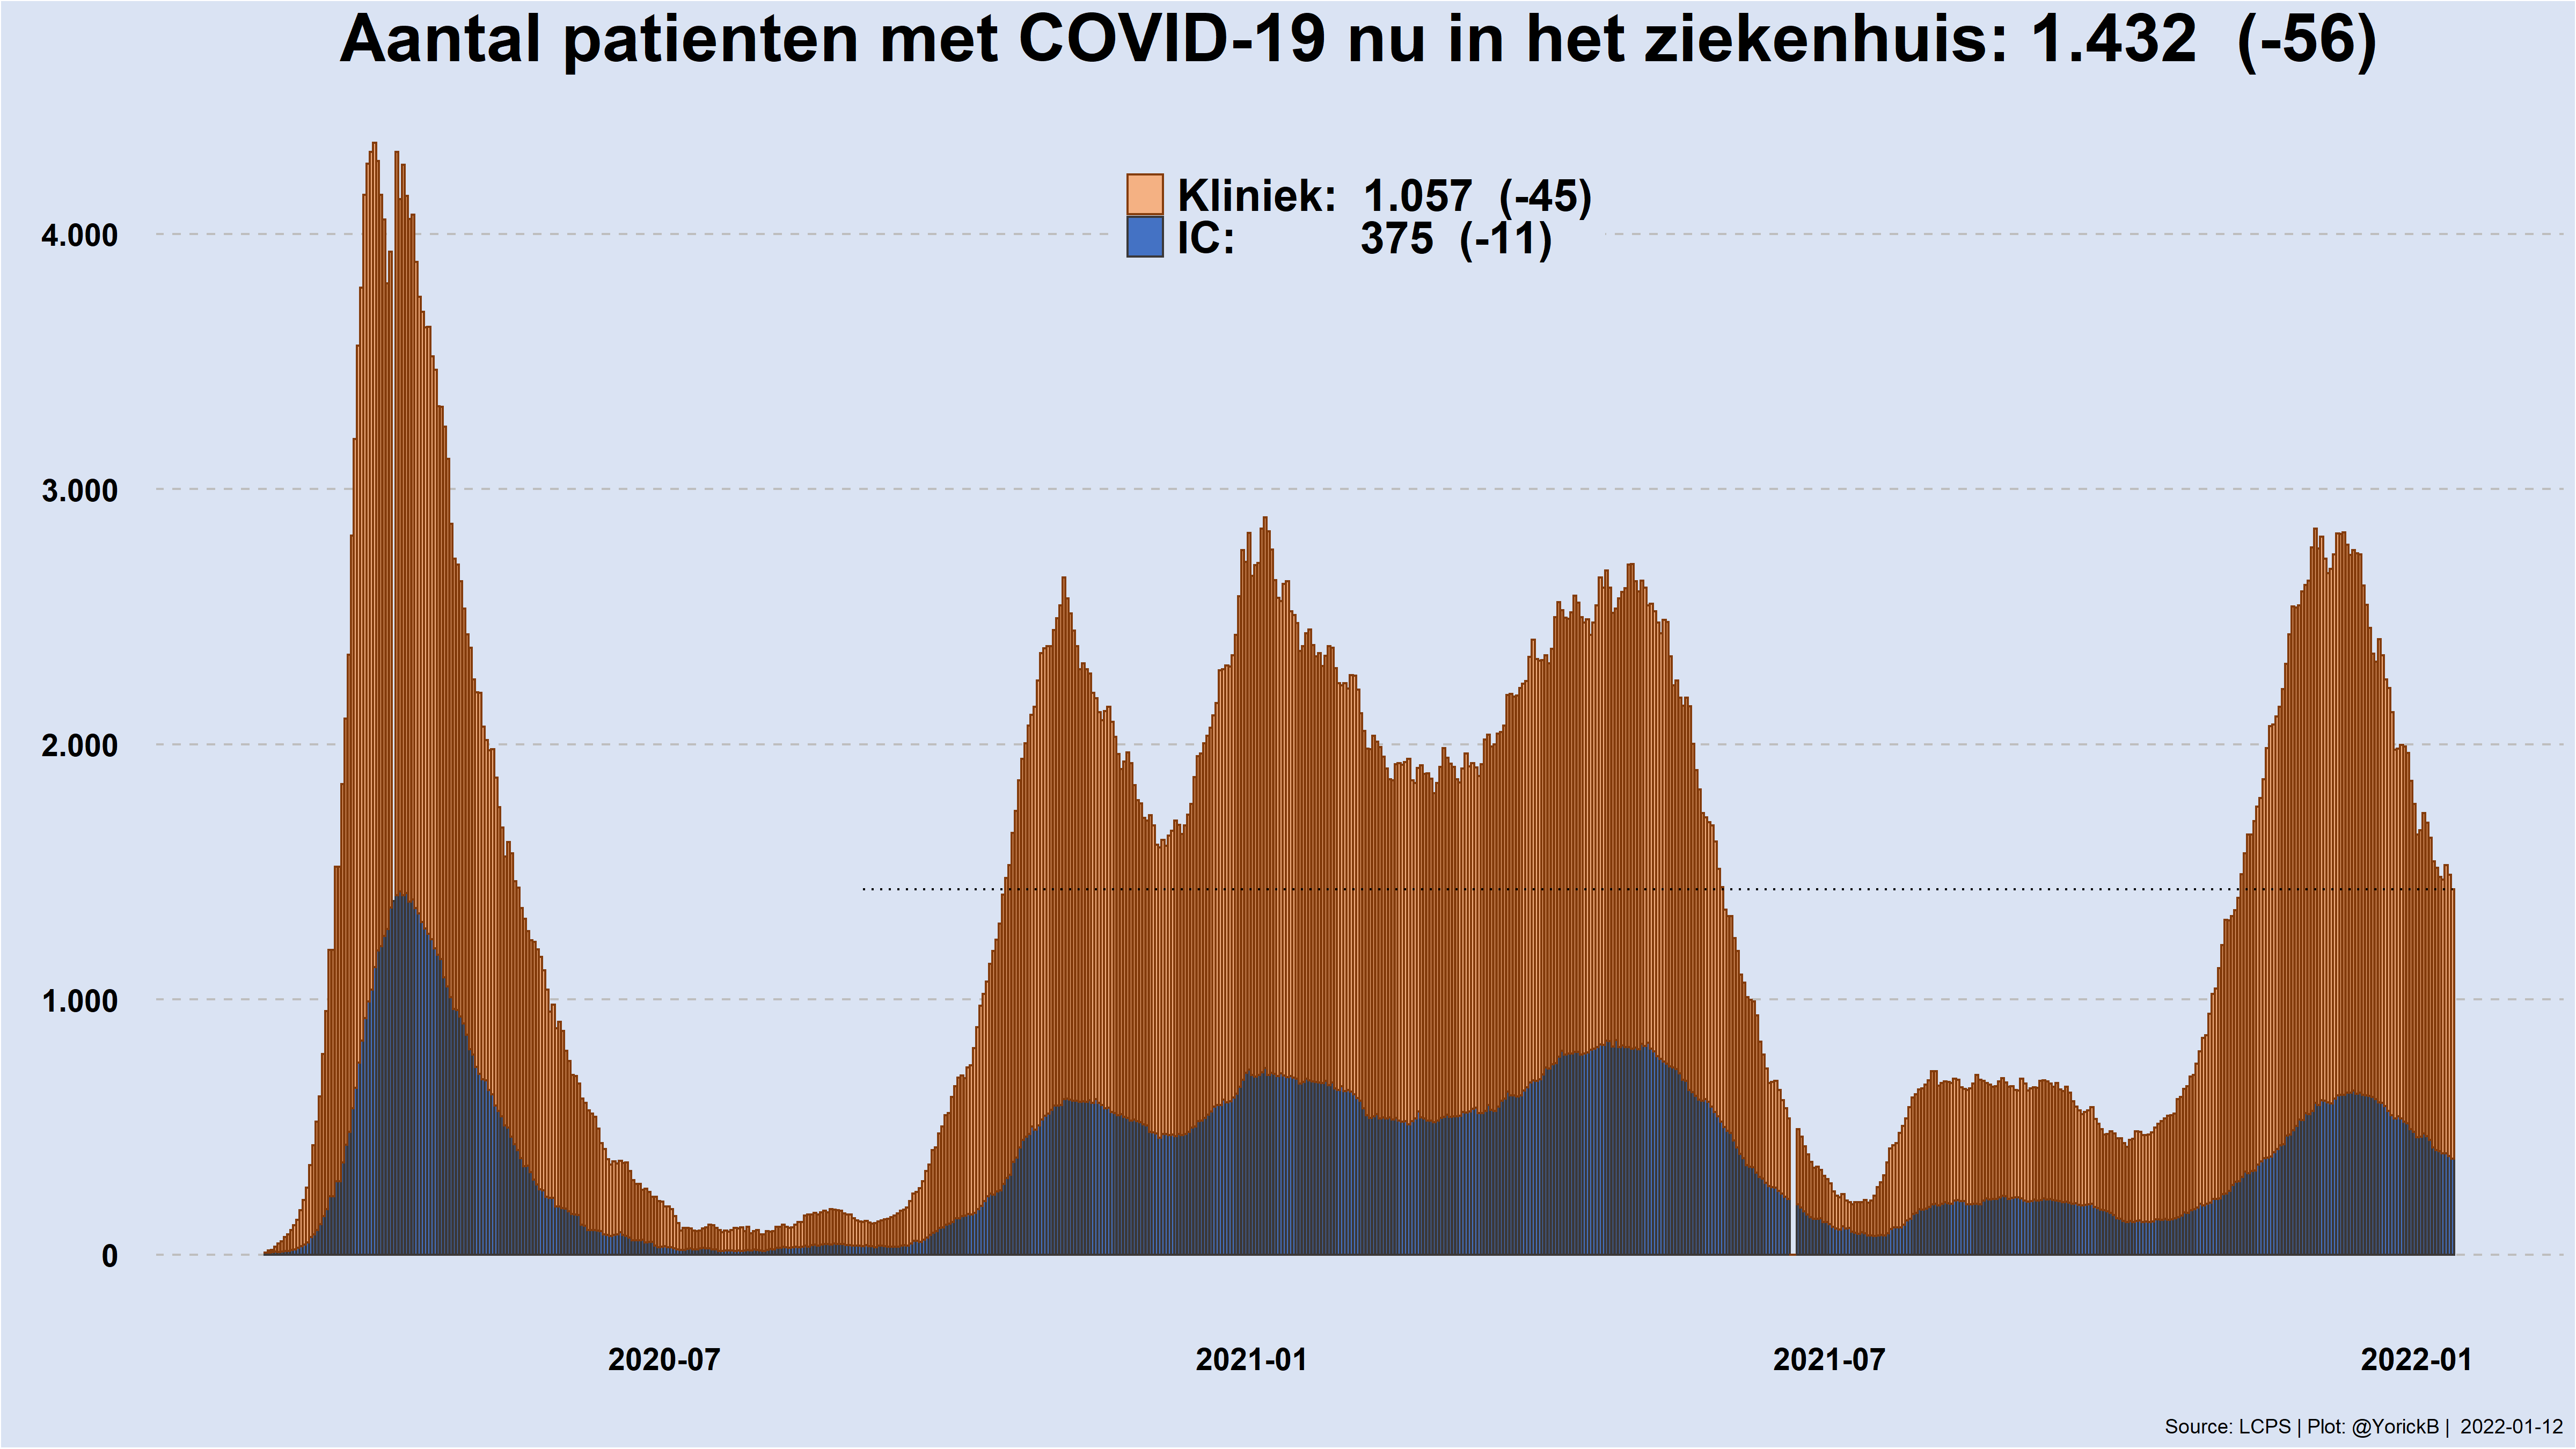 Aantal patienten met COVID-19 nu in het ziekenhuis: 1.432 (-56)
Kliniek: 1.057 (-45)
IC: 375 (-11)
4.000
3.000
2.000
1.000
0
2020-07
2021-01
2021-07
2022-01
Source: LCPS | Plot: @YorickB | 2022-01-12